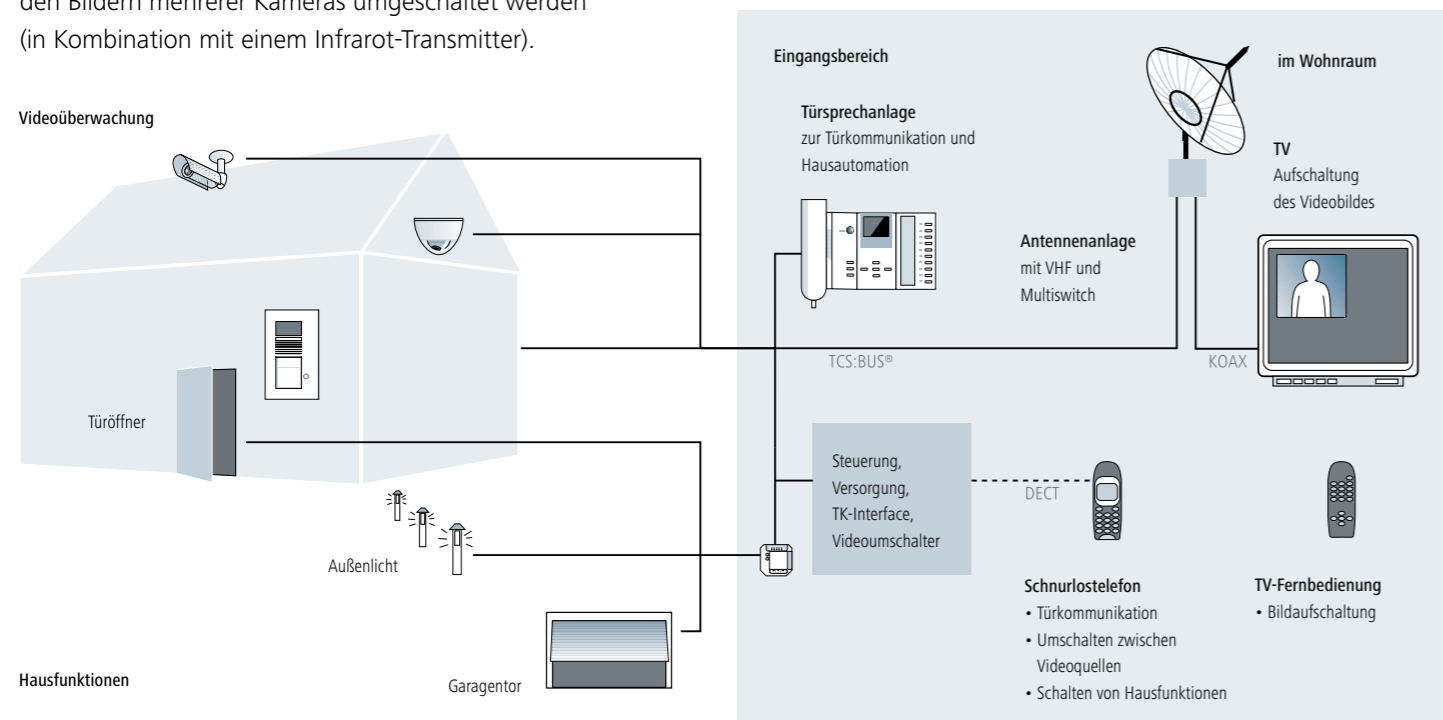 den Bildern mehrerer Kameras umgeschaltet werden
(in Kombination mit einem Infrarot-Transmitter).
Videoüberwachung
Türöffner
Außenlicht
Hausfunktionen
Garagentor
Eingangsbereich
im Wohnraum
Türsprechanlage
zur Türkommunikation und
Hausautomation
TV
Aufschaltung
des Videobildes
Antennenanlage
mit VHF und
Multiswitch
TCS:BUS®
KOAX
Steuerung,
Versorgung,
TK-Interface,
Videoumschalter
DECT
Schnurlostelefon
• Türkommunikation
• Umschalten zwischen
Videoquellen
• Schalten von Hausfunktionen
TV-Fernbedienung
• Bildaufschaltung